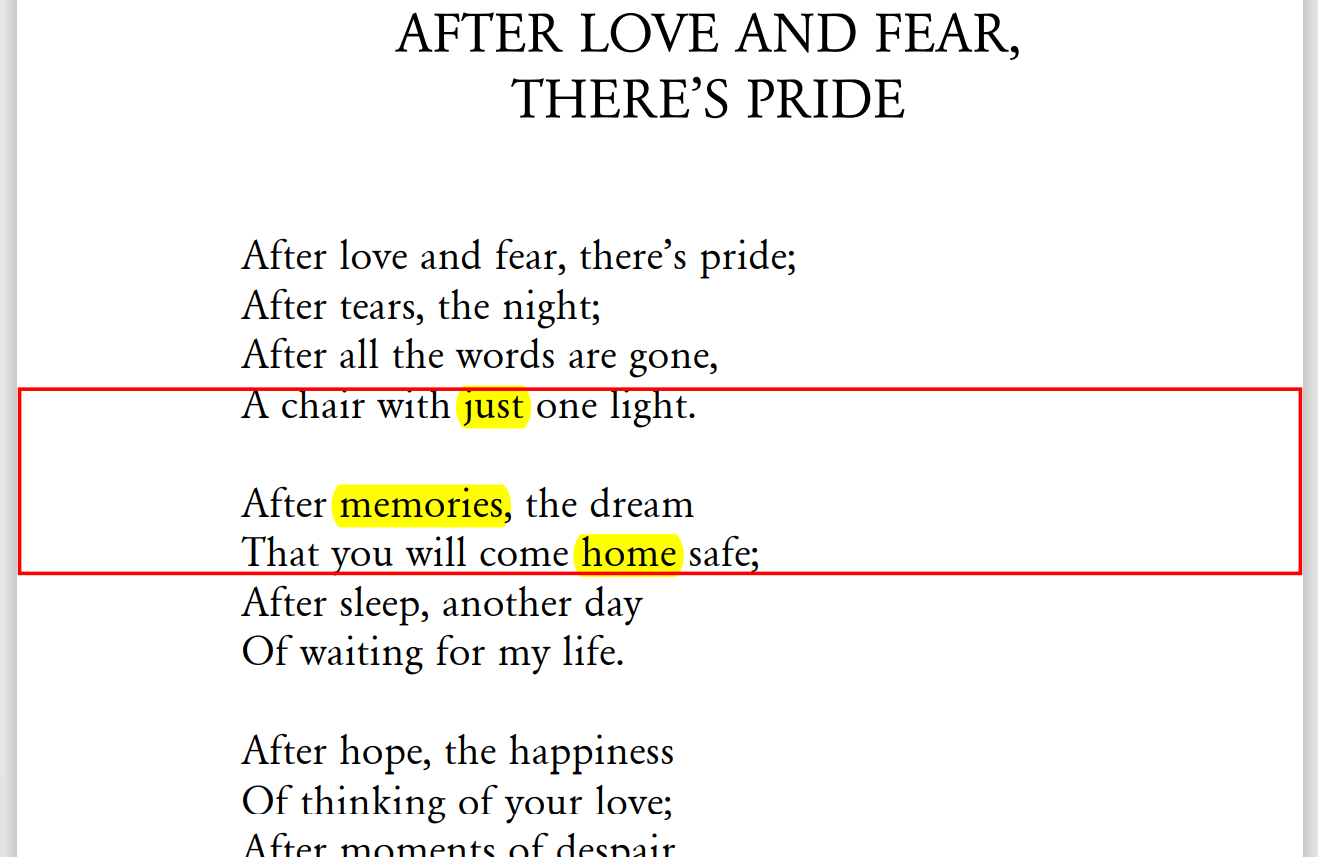 AFTER LOVE AND FEAR,
THERE’S PRIDE
After love and fear, there’s pride;
After tears, the night;
After all the words are gone,
A chair with just one light.
After memories, the dream
That you will come home safe;
After sleep, another day
Of waiting for my life.
After hope, the happiness
Of thinking of your love;
After moments of despair